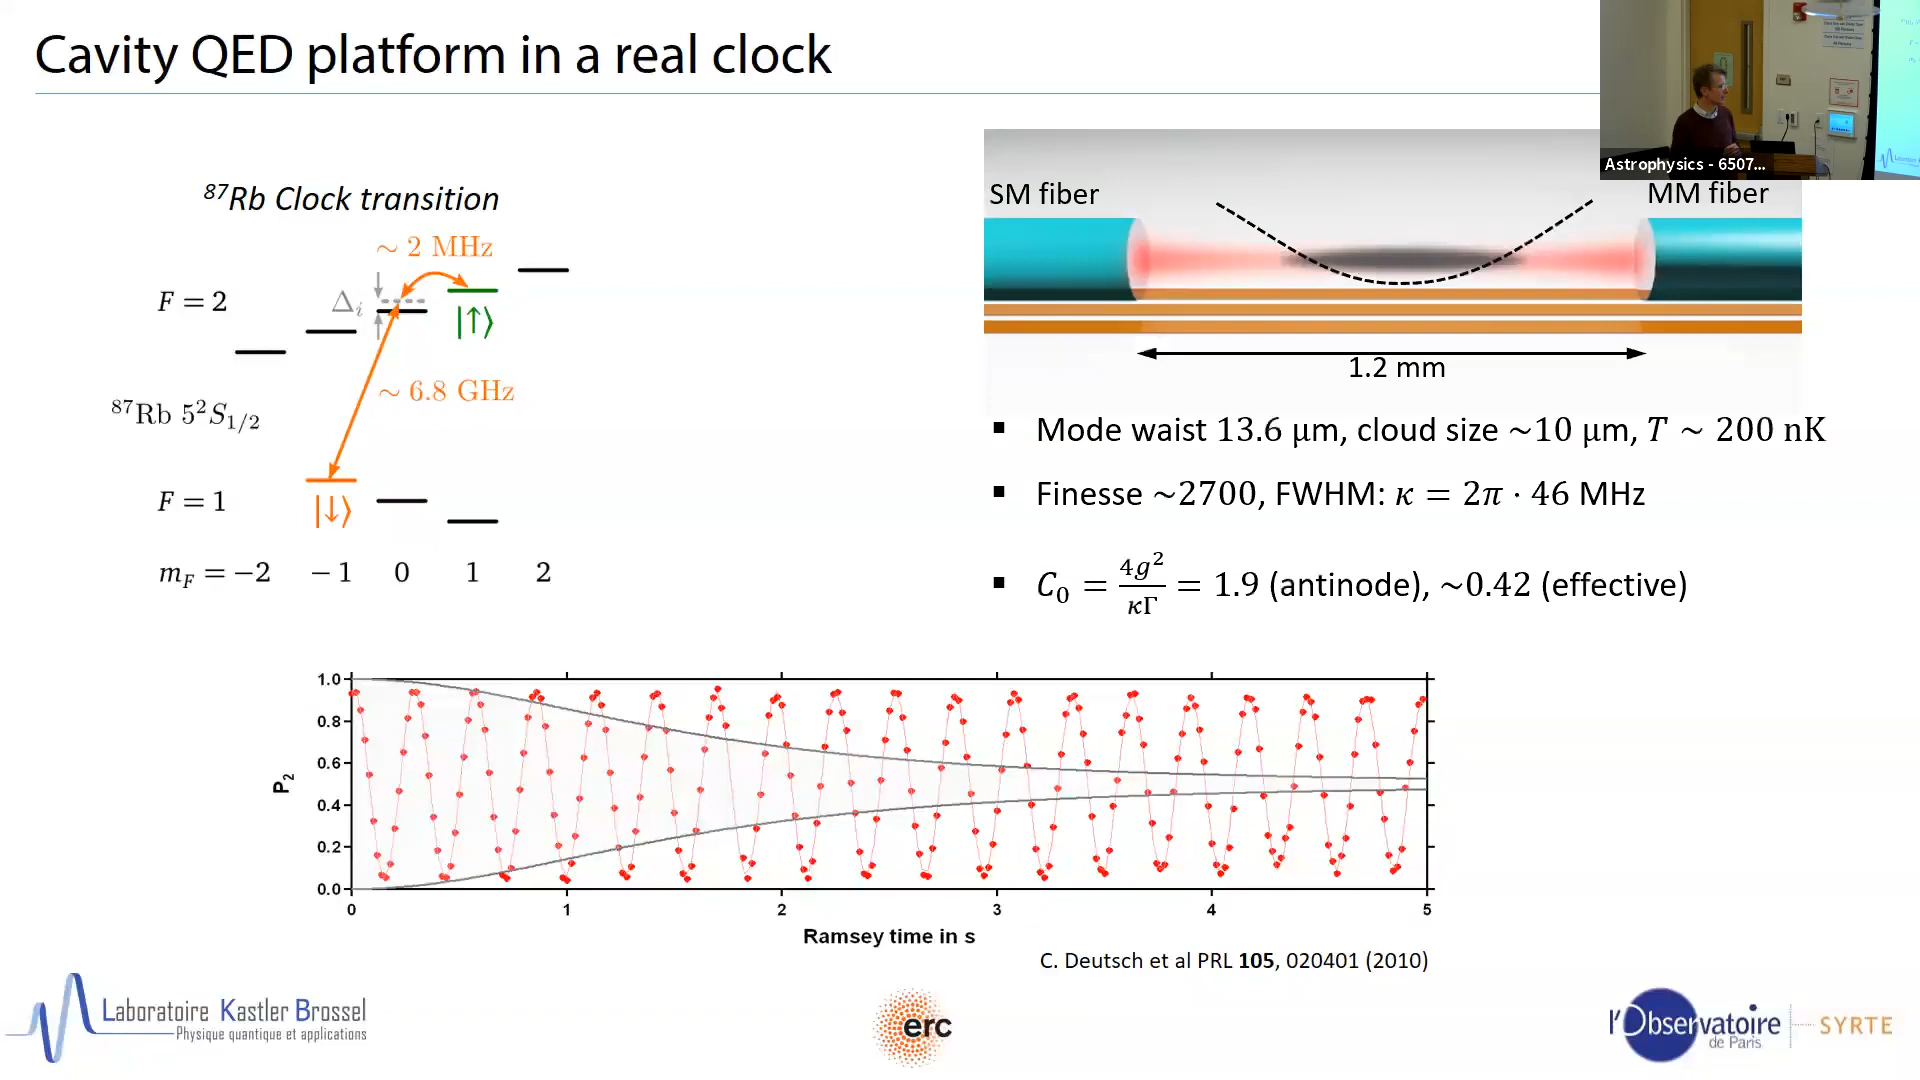 Cavity QED platform in a real clock
Astrophysics - 6507...
⁸⁷Rb Clock transition
~ 2 MHz
F = 2
Δᵢ
|↑⟩
~ 6.8 GHz
⁸⁷Rb 5²S₁/₂
F = 1
|↓⟩
m_F = −2 −1 0 1 2
SM fiber
MM fiber
1.2 mm
▪ Mode waist 13.6 μm, cloud size ~10 μm, T ~ 200 nK
▪ Finesse ~2700, FWHM: κ = 2π · 46 MHz
▪ C₀ = 4g²/κΓ = 1.9 (antinode), ~0.42 (effective)
P₂
1.0
0.8
0.6
0.4
0.2
0.0
0 1 2 3 4 5
Ramsey time in s
C. Deutsch et al PRL 105, 020401 (2010)
Laboratoire Kastler Brossel
Physique quantique et applications
erc
l'Observatoire
de Paris
SYRTE